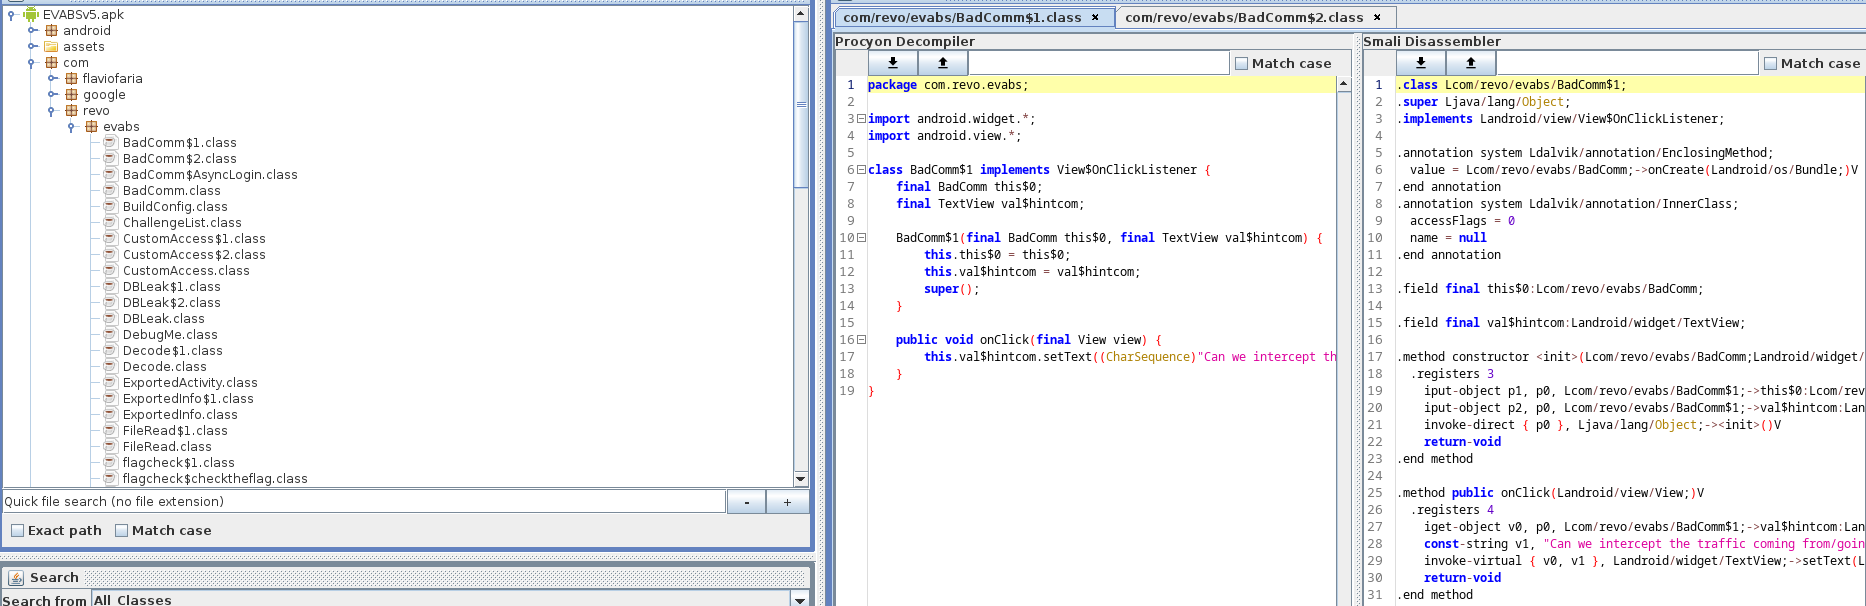 EVABSv5.apk
android
assets
com
flaviofaria
google
revo
evabs
BadComm$1.class
BadComm$2.class
BadComm$AsyncLogin.class
BadComm.class
BuildConfig.class
ChallengeList.class
CustomAccess$1.class
CustomAccess$2.class
CustomAccess.class
DBLeak$1.class
DBLeak$2.class
DBLeak.class
DebugMe.class
Decode$1.class
Decode.class
ExportedActivity.class
ExportedInfo$1.class
ExportedInfo.class
FileRead$1.class
FileRead.class
flagcheck$1.class
flagcheck$checktheflag.class
Quick file search (no file extension)
- +
Exact path Match case
Search
Search from All Classes
com/revo/evabs/BadComm$1.class × com/revo/evabs/BadComm$2.class ×
Procyon Decompiler
Match case
1 package com.revo.evabs;
2
3 import android.widget.*;
4 import android.view.*;
5
6 class BadComm$1 implements View$OnClickListener {
7 final BadComm this$0;
8 final TextView val$hintcom;
9
10 BadComm$1(final BadComm this$0, final TextView val$hintcom) {
11 this.this$0 = this$0;
12 this.val$hintcom = val$hintcom;
13 super();
14 }
15
16 public void onClick(final View view) {
17 this.val$hintcom.setText((CharSequence)"Can we intercept th
18 }
19 }
Smali Disassembler
Match case
1 .class Lcom/revo/evabs/BadComm$1;
2 .super Ljava/lang/Object;
3 .implements Landroid/view/View$OnClickListener;
4
5 .annotation system Ldalvik/annotation/EnclosingMethod;
6 value = Lcom/revo/evabs/BadComm;->onCreate(Landroid/os/Bundle;)V
7 .end annotation
8 .annotation system Ldalvik/annotation/InnerClass;
9 accessFlags = 0
10 name = null
11 .end annotation
12
13 .field final this$0:Lcom/revo/evabs/BadComm;
14
15 .field final val$hintcom:Landroid/widget/TextView;
16
17 .method constructor <init>(Lcom/revo/evabs/BadComm;Landroid/widget/
18 .registers 3
19 iput-object p1, p0, Lcom/revo/evabs/BadComm$1;->this$0:Lcom/rev
20 iput-object p2, p0, Lcom/revo/evabs/BadComm$1;->val$hintcom:Lan
21 invoke-direct { p0 }, Ljava/lang/Object;-><init>()V
22 return-void
23 .end method
24
25 .method public onClick(Landroid/view/View;)V
26 .registers 4
27 iget-object v0, p0, Lcom/revo/evabs/BadComm$1;->val$hintcom:Lan
28 const-string v1, "Can we intercept the traffic coming from/goin
29 invoke-virtual { v0, v1 }, Landroid/widget/TextView;->setText(L
30 return-void
31 .end method